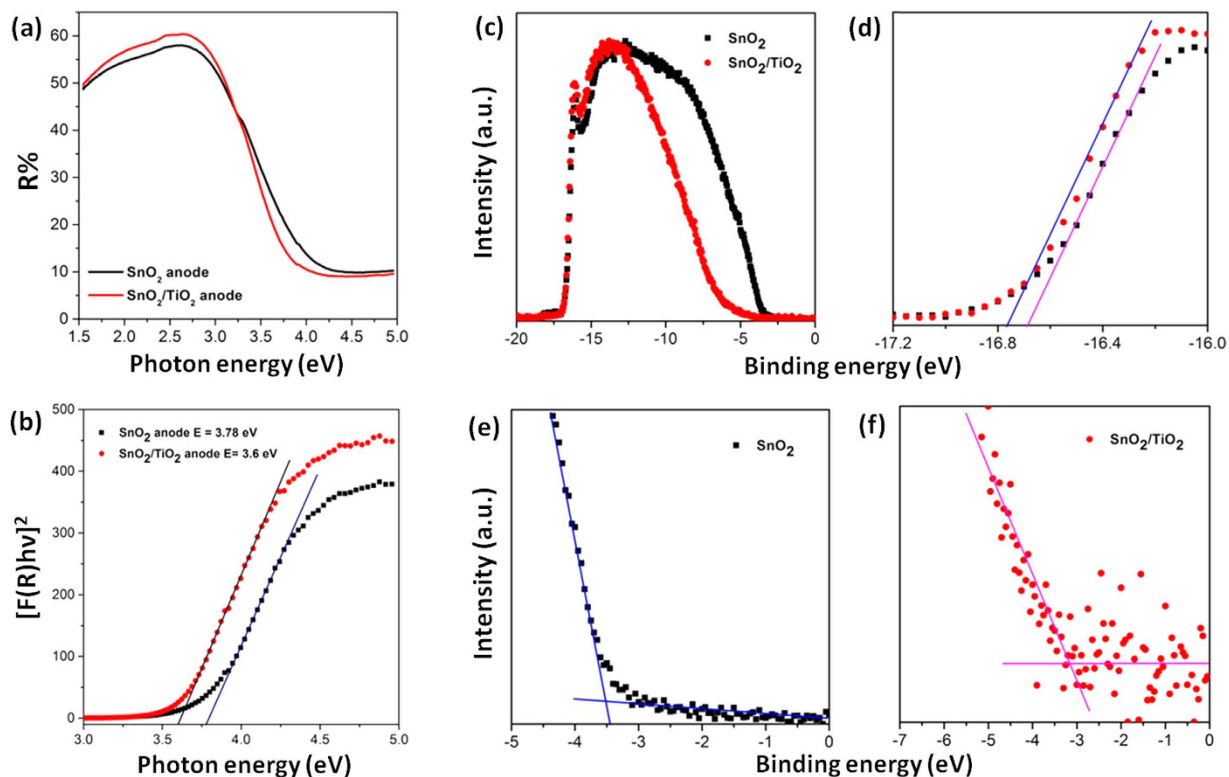 (a)
60
50
40
30
20
10
0
R%
SnO₂ anode
SnO₂/TiO₂ anode
1.5 2.0 2.5 3.0 3.5 4.0 4.5 5.0
Photon energy (eV)
(c)
Intensity (a.u.)
SnO₂
SnO₂/TiO₂
-20 -15 -10 -5 0
Binding energy (eV)
(d)
-17.2 -16.8 -16.4 -16.0
(b)
500
400
300
200
100
0
[F(R)hν]²
SnO₂ anode E = 3.78 eV
SnO₂/TiO₂ anode E= 3.6 eV
3.0 3.5 4.0 4.5 5.0
Photon energy (eV)
(e)
Intensity (a.u.)
SnO₂
-5 -4 -3 -2 -1 0
Binding energy (eV)
(f)
SnO₂/TiO₂
-7 -6 -5 -4 -3 -2 -1 0